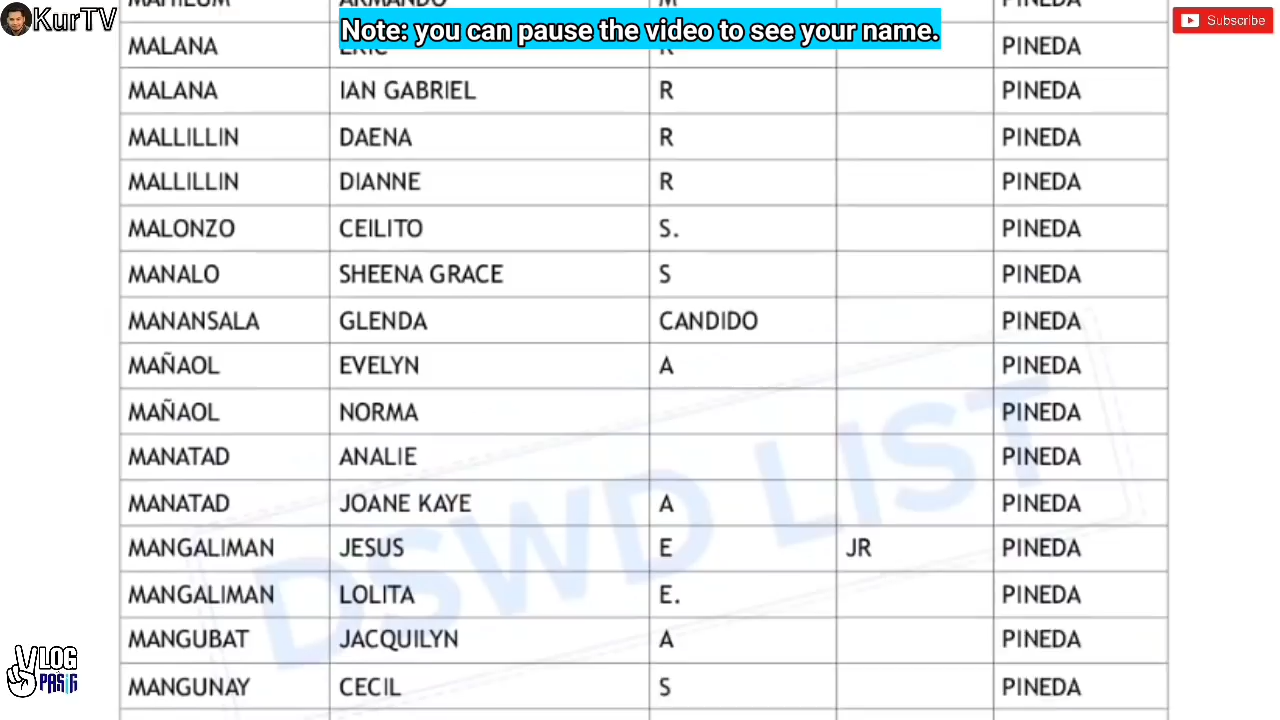 KurTV
Note: you can pause the video to see your name.
Subscribe
ARMANDO M PINEDA
MALANA ERIC R PINEDA
MALANA IAN GABRIEL R PINEDA
MALLILLIN DAENA R PINEDA
MALLILLIN DIANNE R PINEDA
MALONZO CEILITO S. PINEDA
MANALO SHEENA GRACE S PINEDA
MANANSALA GLENDA CANDIDO PINEDA
MAÑAOL EVELYN A PINEDA
MAÑAOL NORMA PINEDA
MANATAD ANALIE PINEDA
MANATAD JOANE KAYE A PINEDA
MANGALIMAN JESUS E JR PINEDA
MANGALIMAN LOLITA E. PINEDA
MANGUBAT JACQUILYN A PINEDA
MANGUNAY CECIL S PINEDA
DSWD LIST
VLOG
PASIG